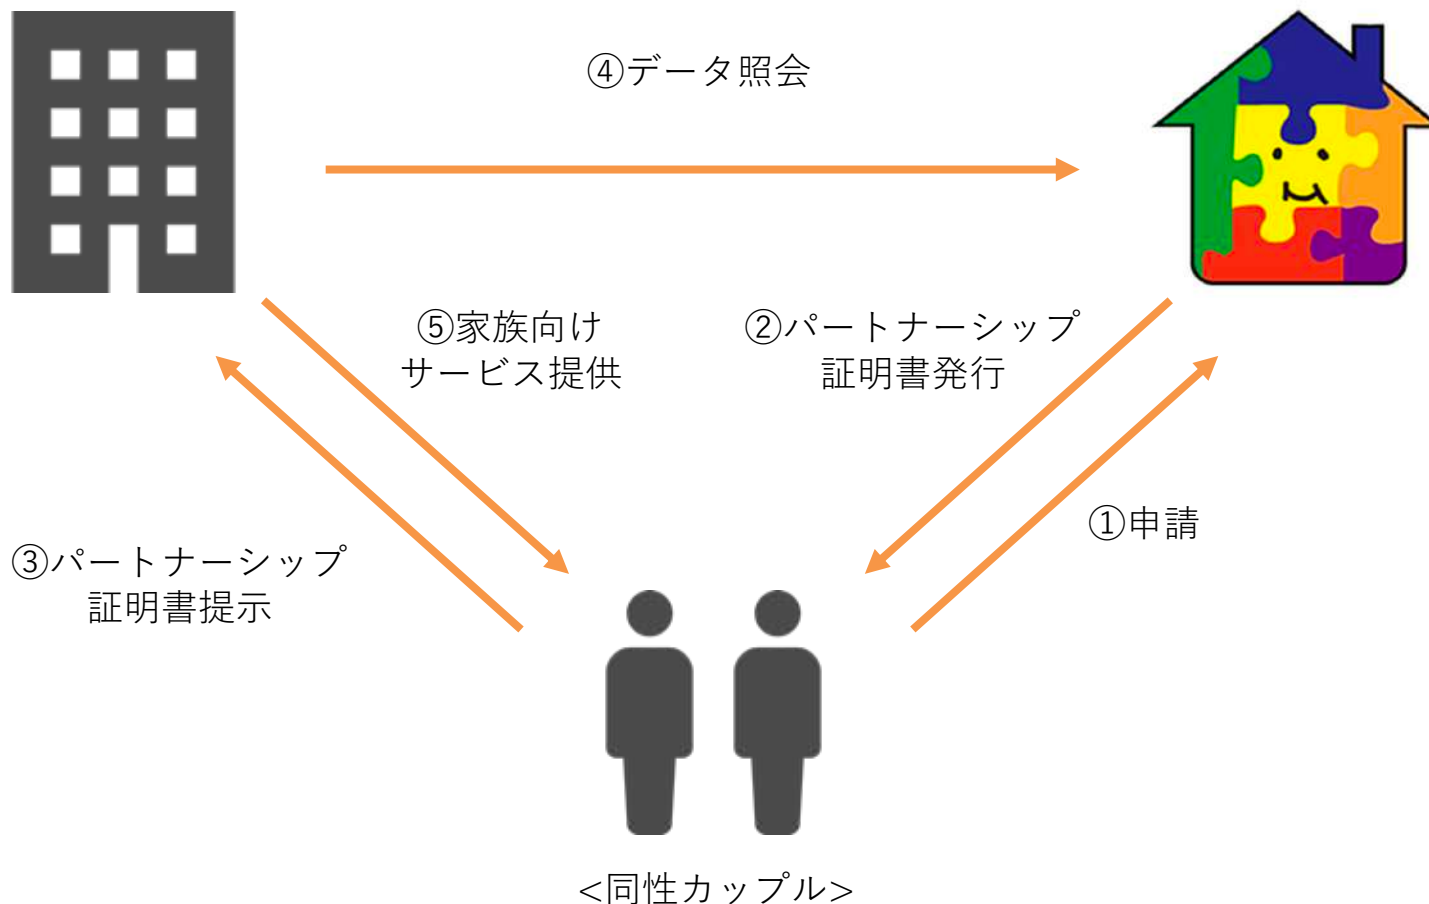 ④データ照会
⑤家族向け
サービス提供
②パートナーシップ
証明書発行
①申請
③パートナーシップ
証明書提示
<同性カップル>